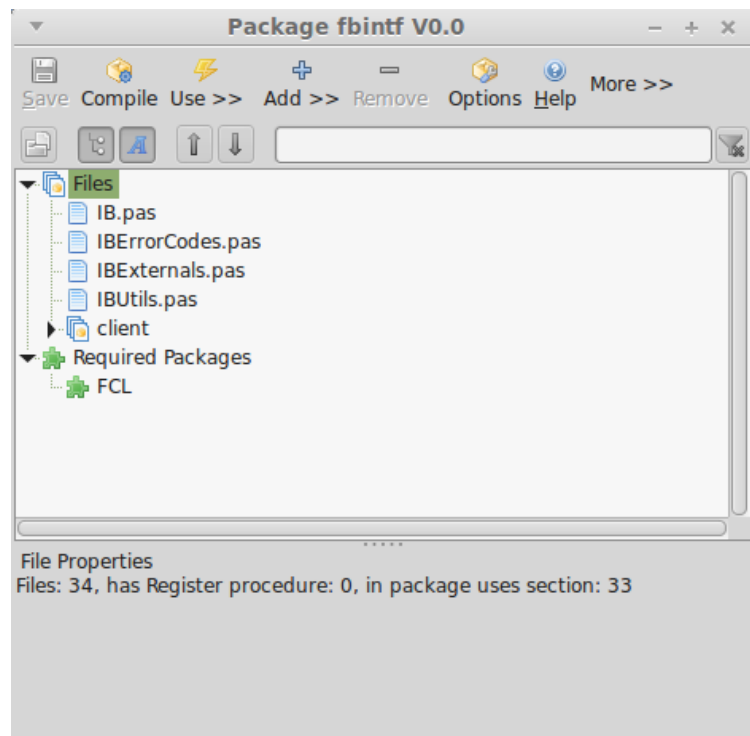 Package fbintf V0.0
Save Compile Use >> Add >> Remove Options Help More >>
Files
IB.pas
IBErrorCodes.pas
IBExternals.pas
IBUtils.pas
client
Required Packages
FCL
File Properties
Files: 34, has Register procedure: 0, in package uses section: 33